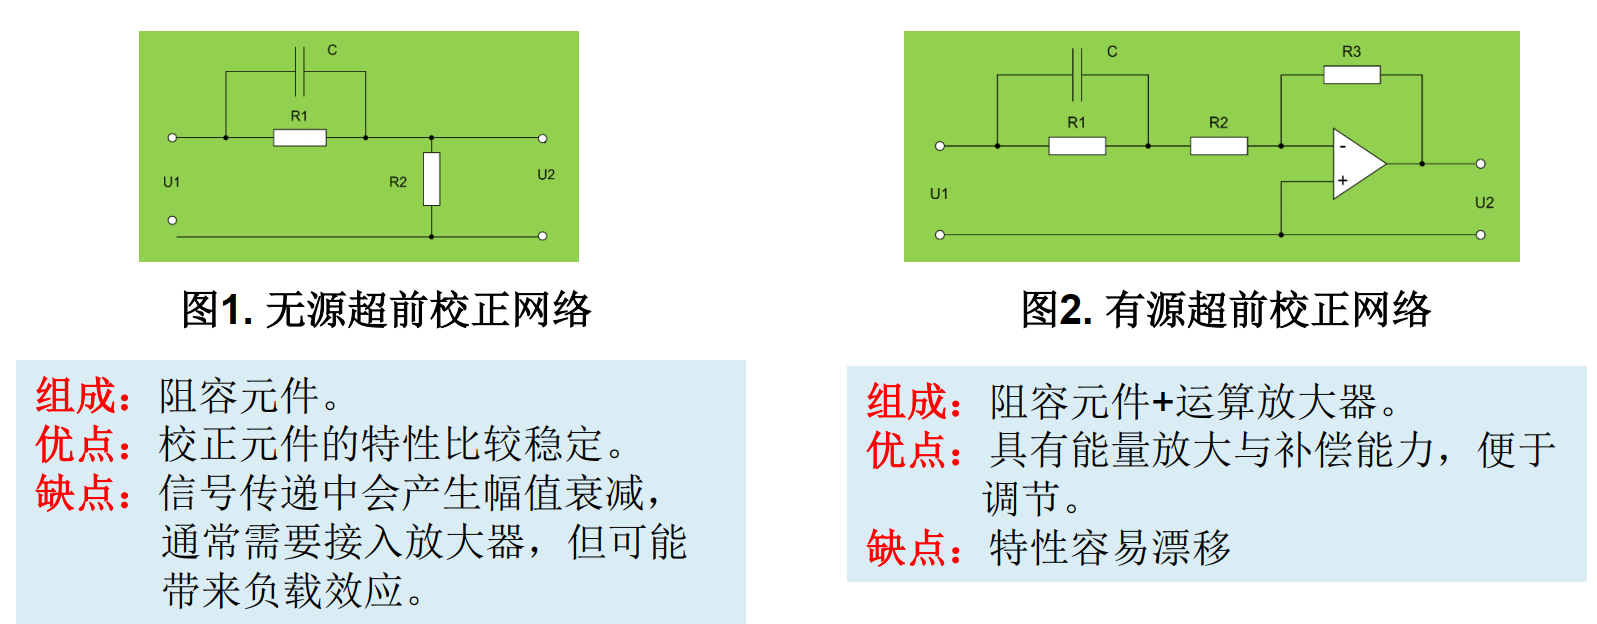 C
R1
R2
U1
U2
图1. 无源超前校正网络
组成：阻容元件。
优点：校正元件的特性比较稳定。
缺点：信号传递中会产生幅值衰减，
通常需要接入放大器，但可能
带来负载效应。
C
R3
R1
R2
-
+
U1
U2
图2. 有源超前校正网络
组成：阻容元件+运算放大器。
优点：具有能量放大与补偿能力，便于
调节。
缺点：特性容易漂移